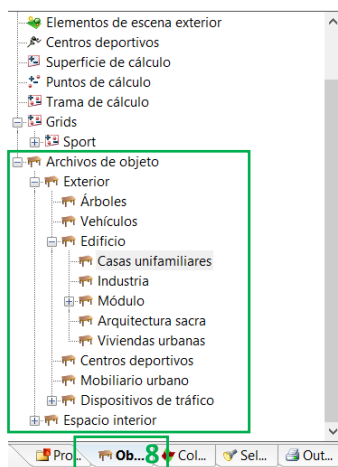 Elementos de escena exterior
Centros deportivos
Superficie de cálculo
Puntos de cálculo
Trama de cálculo
Grids
Sport
Archivos de objeto
Exterior
Árboles
Vehículos
Edificio
Casas unifamiliares
Industria
Módulo
Arquitectura sacra
Viviendas urbanas
Centros deportivos
Mobiliario urbano
Dispositivos de tráfico
Espacio interior
Pro... Ob... 8 Col... Sel... Out...